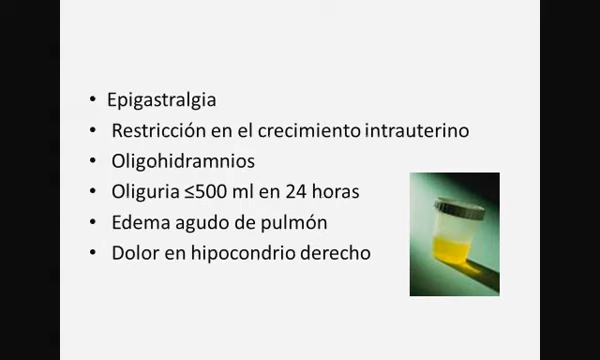 • Epigastralgia
• Restricción en el crecimiento intrauterino
• Oligohidramnios
• Oliguria ≤500 ml en 24 horas
• Edema agudo de pulmón
• Dolor en hipocondrio derecho